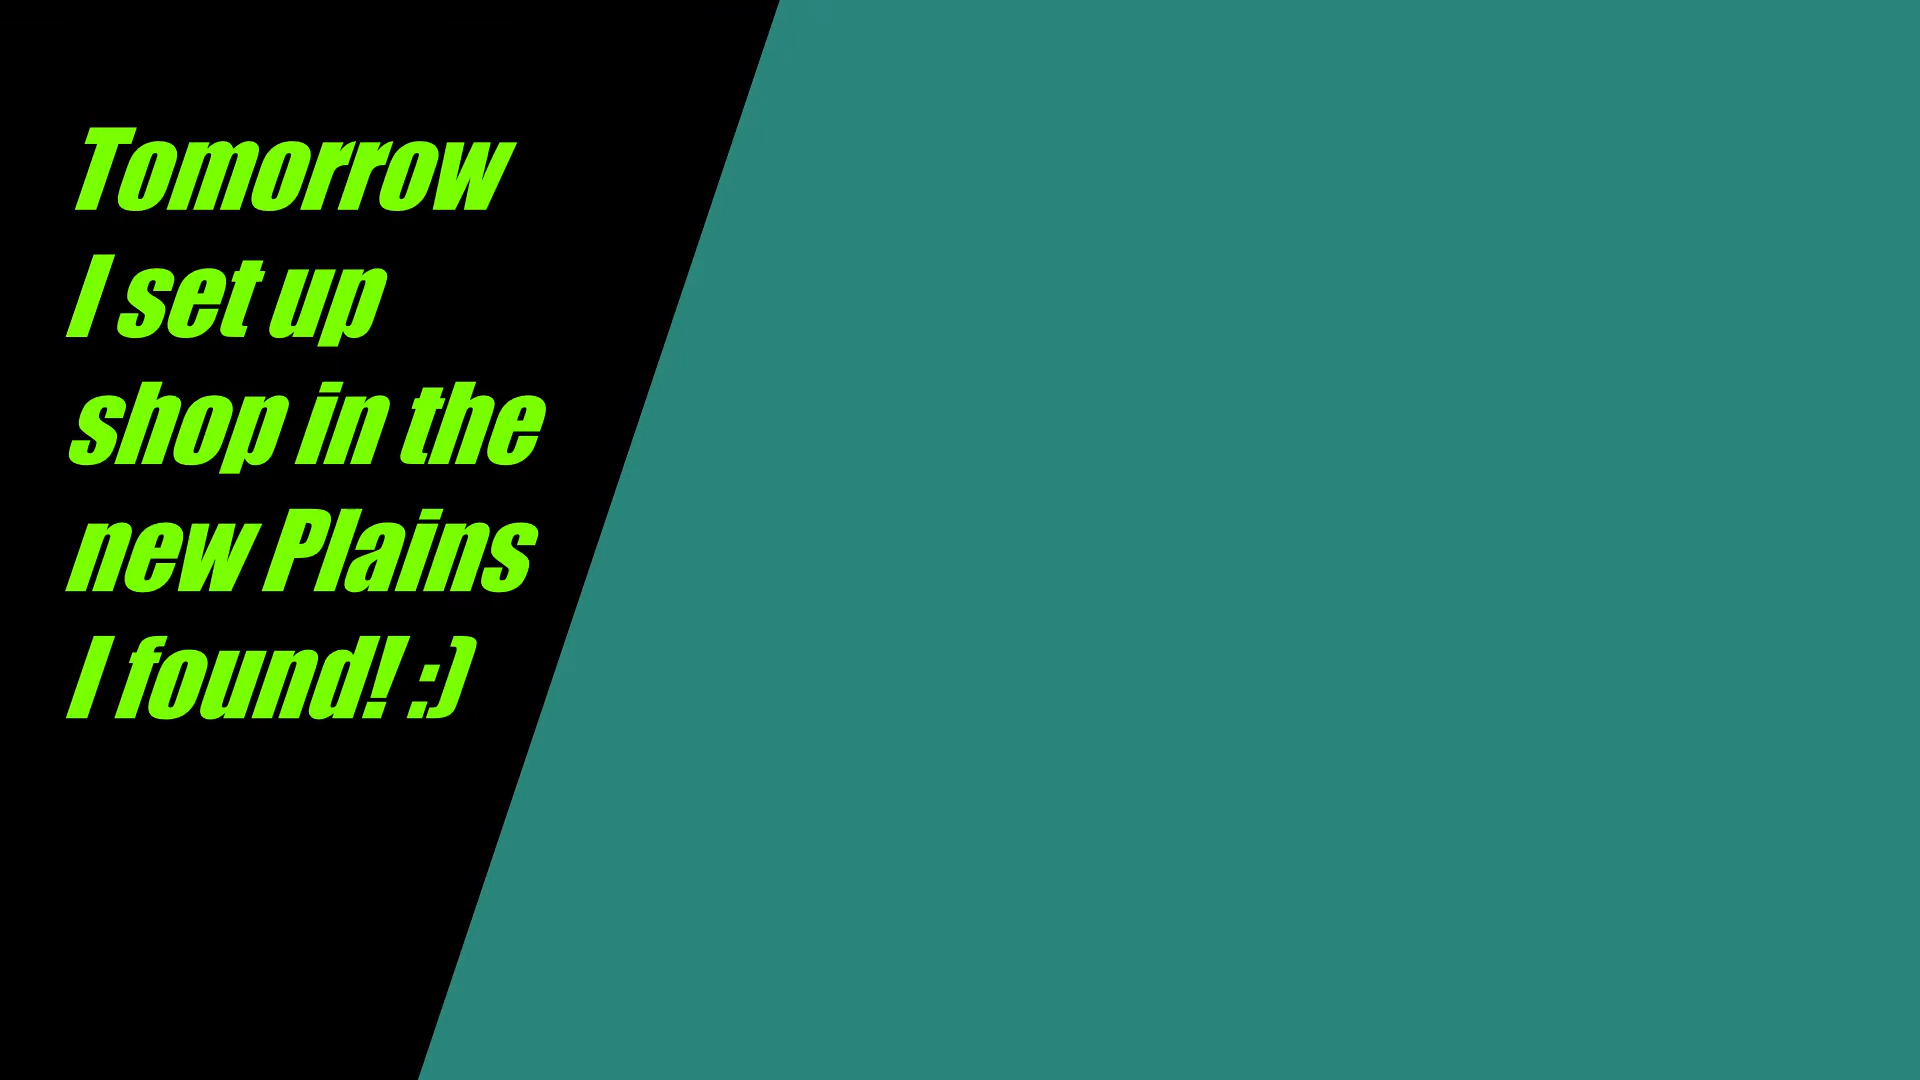 Tomorrow
I set up
shop in the
new Plains
I found! :)